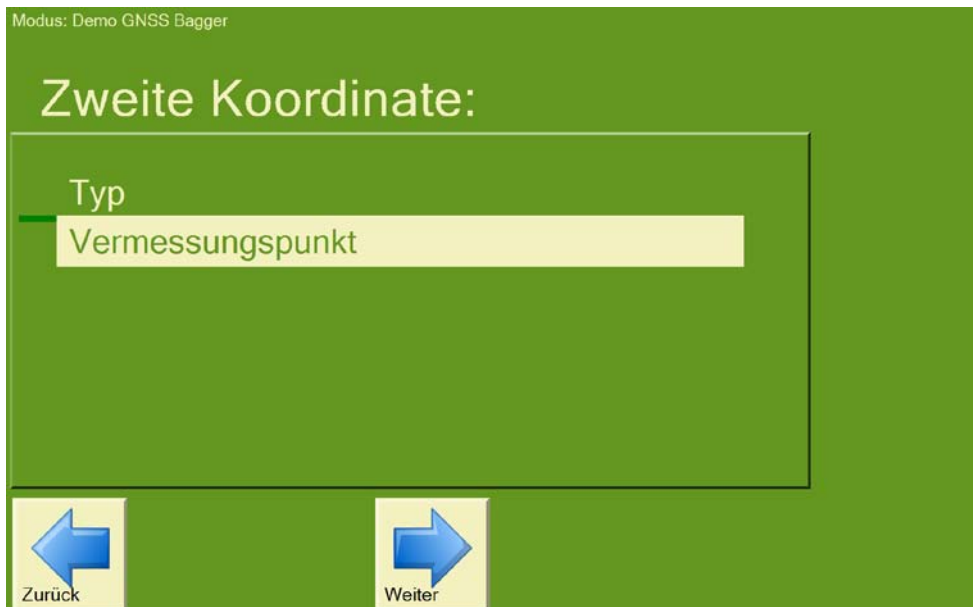 Modus: Demo GNSS Bagger
Zweite Koordinate:
Typ
Vermessungspunkt
Zurück
Weiter